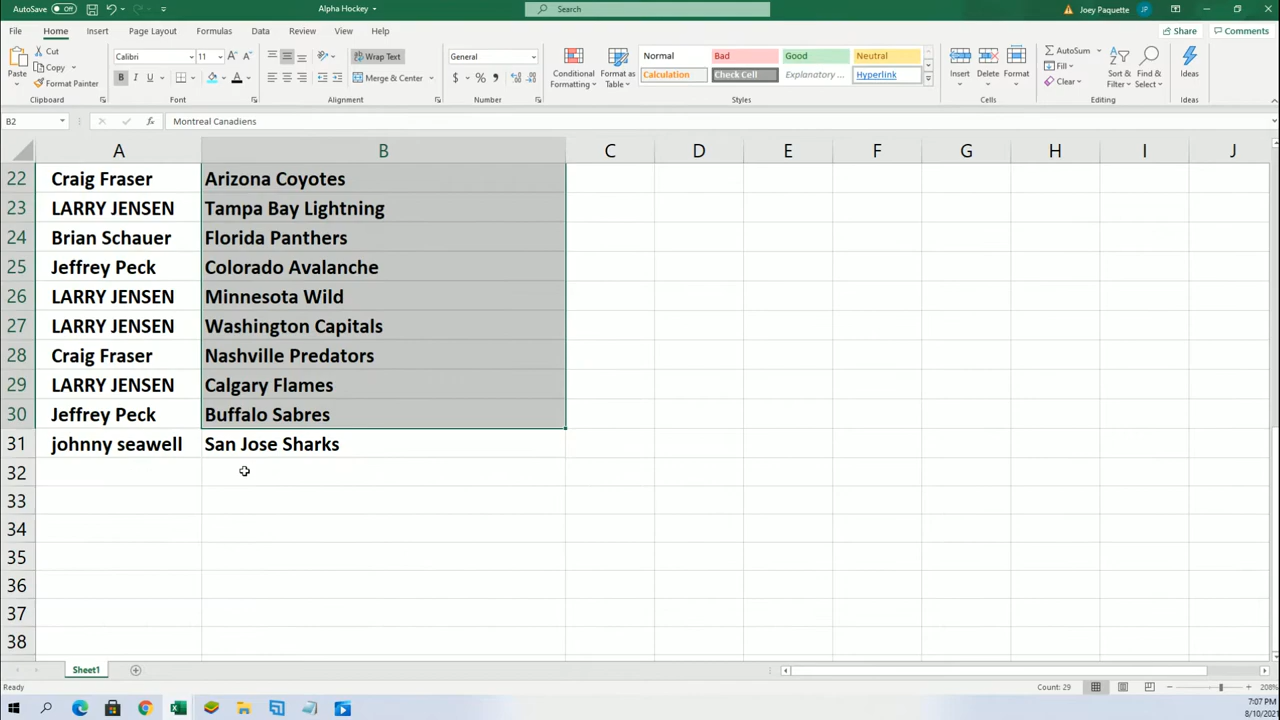 AutoSave Off Alpha Hockey Search Joey Paquette JP
File Home Insert Page Layout Formulas Data Review View Help Share Comments
Paste Cut Copy Format Painter Clipboard
Calibri 11 A A B I U A Font
Wrap Text Merge & Center Alignment
General $ % , Number
Conditional Formatting Format as Table
Normal Bad Good Neutral
Calculation Check Cell Explanatory ... Hyperlink
Styles
Insert Delete Format Cells
AutoSum Fill Clear Sort & Filter Find & Select Editing
Ideas Ideas
B2 fx Montreal Canadiens
A B C D E F G H I J
22 Craig Fraser Arizona Coyotes
23 LARRY JENSEN Tampa Bay Lightning
24 Brian Schauer Florida Panthers
25 Jeffrey Peck Colorado Avalanche
26 LARRY JENSEN Minnesota Wild
27 LARRY JENSEN Washington Capitals
28 Craig Fraser Nashville Predators
29 LARRY JENSEN Calgary Flames
30 Jeffrey Peck Buffalo Sabres
31 johnny seawell San Jose Sharks
32
33
34
35
36
37
38
Sheet1
Ready Count: 29 208%
7:07 PM
8/10/2021